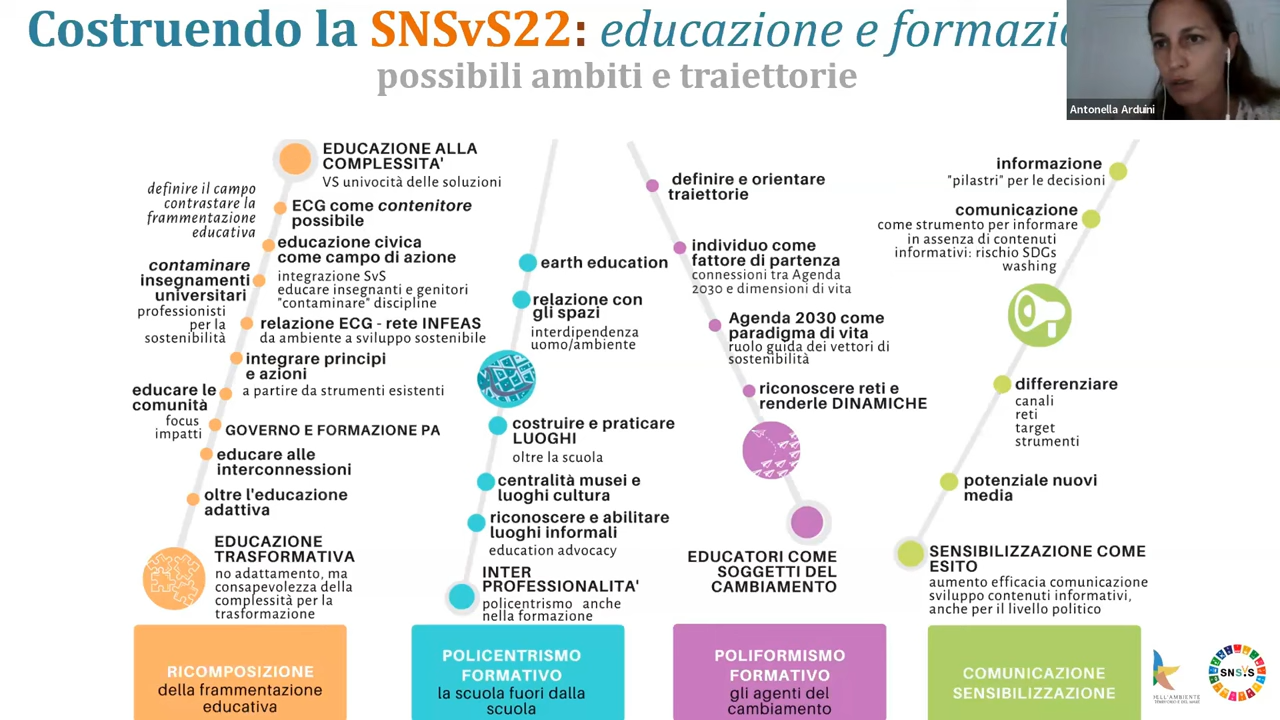 Costruendo la SNSvS22: educazione e formazio
possibili ambiti e traiettorie
Antonella Arduini
EDUCAZIONE ALLA
COMPLESSITA'
VS univocità delle soluzioni
definire il campo
contrastare la
frammentazione
educativa
ECG come contenitore
possibile
educazione civica
come campo di azione
integrazione SvS
educare insegnanti e genitori
"contaminare" discipline
contaminare
insegnamenti
universitari
professionisti
per la
sostenibilità
relazione ECG - rete INFEAS
da ambiente a sviluppo sostenibile
integrare principi
e azioni
a partire da strumenti esistenti
educare le
comunità
focus
impatti
GOVERNO E FORMAZIONE PA
educare alle
interconnessioni
oltre l'educazione
adattiva
EDUCAZIONE
TRASFORMATIVA
no adattamento, ma
consapevolezza della
complessità per la
trasformazione
RICOMPOSIZIONE
della frammentazione
educativa
earth education
relazione con
gli spazi
interdipendenza
uomo/ambiente
costruire e praticare
LUOGHI
oltre la scuola
centralità musei e
luoghi cultura
riconoscere e abilitare
luoghi informali
education advocacy
INTER
PROFESSIONALITA'
policentrismo anche
nella formazione
POLICENTRISMO
FORMATIVO
la scuola fuori dalla
scuola
definire e orientare
traiettorie
individuo come
fattore di partenza
connessioni tra Agenda
2030 e dimensioni di vita
Agenda 2030 come
paradigma di vita
ruolo guida dei vettori di
sostenibilità
riconoscere reti e
renderle DINAMICHE
EDUCATORI COME
SOGGETTI DEL
CAMBIAMENTO
POLIFORMISMO
FORMATIVO
gli agenti del
cambiamento
informazione
"pilastri" per le decisioni
comunicazione
come strumento per informare
in assenza di contenuti
informativi: rischio SDGs
washing
differenziare
canali
reti
target
strumenti
potenziale nuovi
media
SENSIBILIZZAZIONE COME
ESITO
aumento efficacia comunicazione
sviluppo contenuti informativi,
anche per il livello politico
COMUNICAZIONE
SENSIBILIZZAZIONE
DELL'AMBIENTE
TERRITORIO E DEL MARE
SNSVS